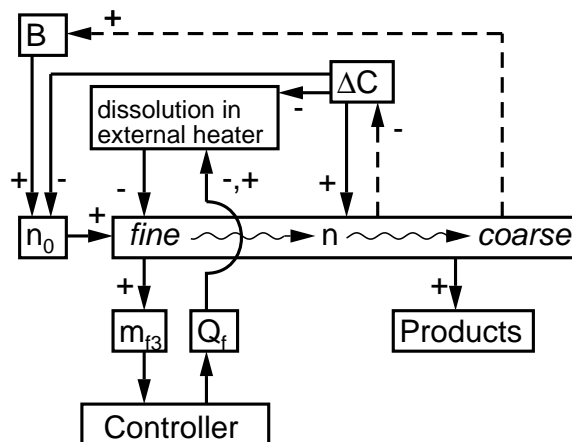 +
B
ΔC
-
-
dissolution in
external heater
-
+
-
-
-,+
+
n0
+
fine n coarse
+
+
mf3
Qf
Products
Controller